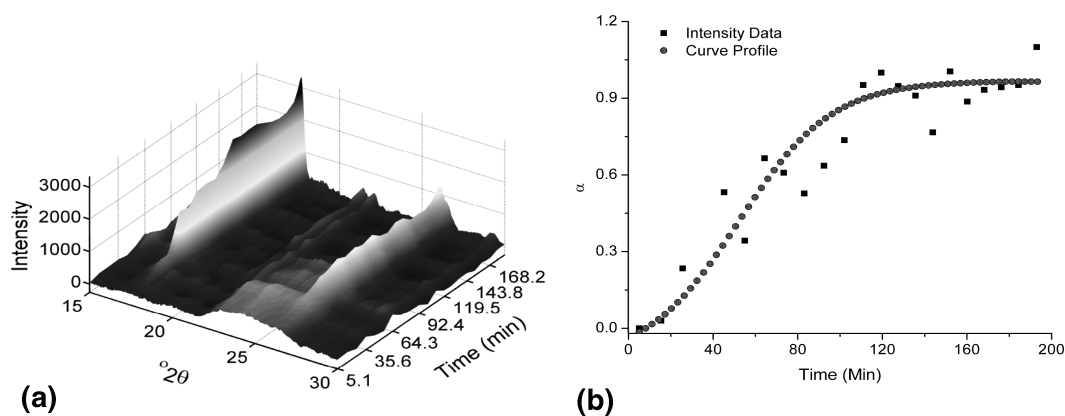 3000
2000
1000
0
Intensity
15
20
25
30
°2θ
5.1
35.6
64.3
92.4
119.5
143.8
168.2
Time (min)
(a)
1.2
0.9
0.6
0.3
0.0
α
Intensity Data
Curve Profile
0 40 80 120 160 200
Time (Min)
(b)